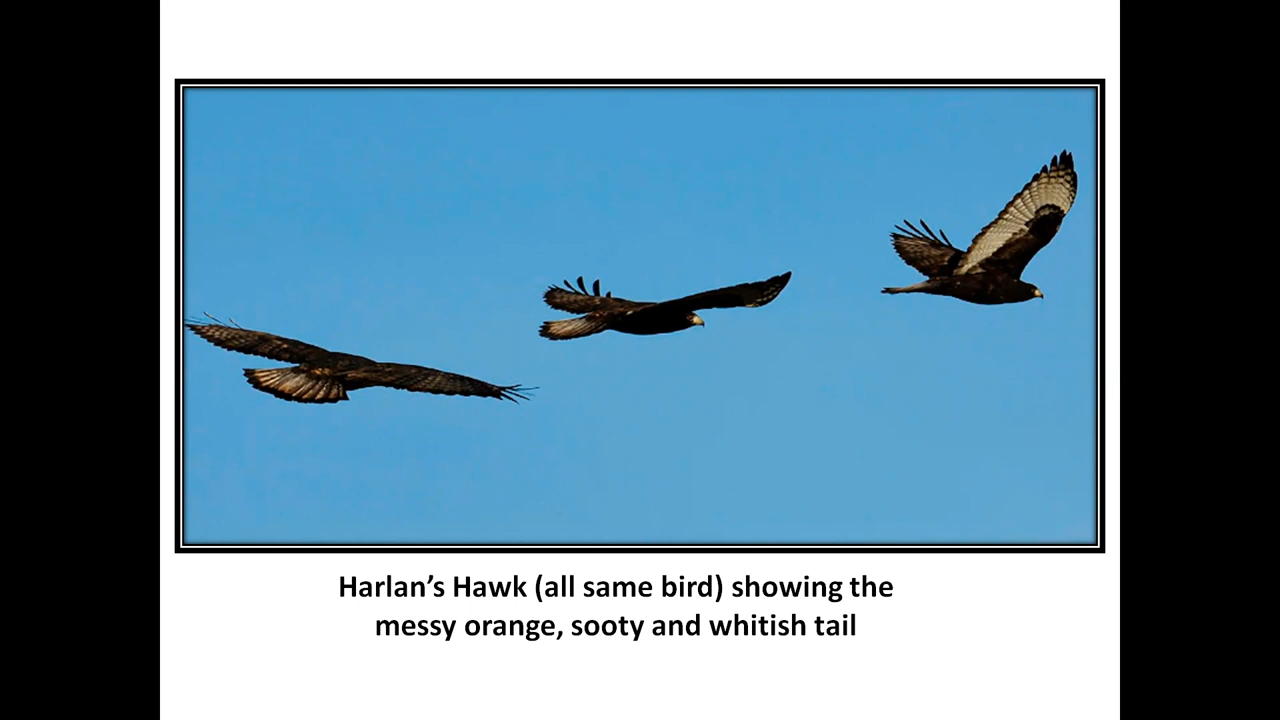 Harlan’s Hawk (all same bird) showing the
messy orange, sooty and whitish tail